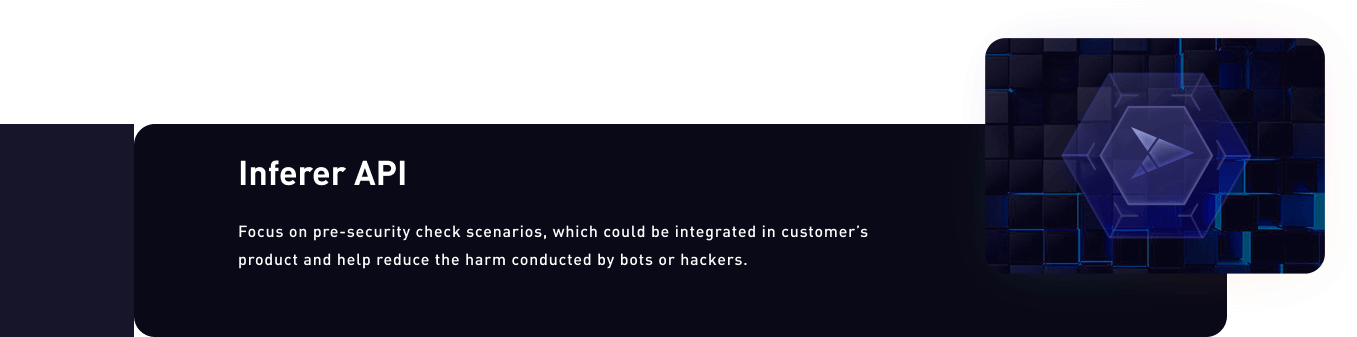 Inferer API
Focus on pre-security check scenarios, which could be integrated in customer’s
product and help reduce the harm conducted by bots or hackers.